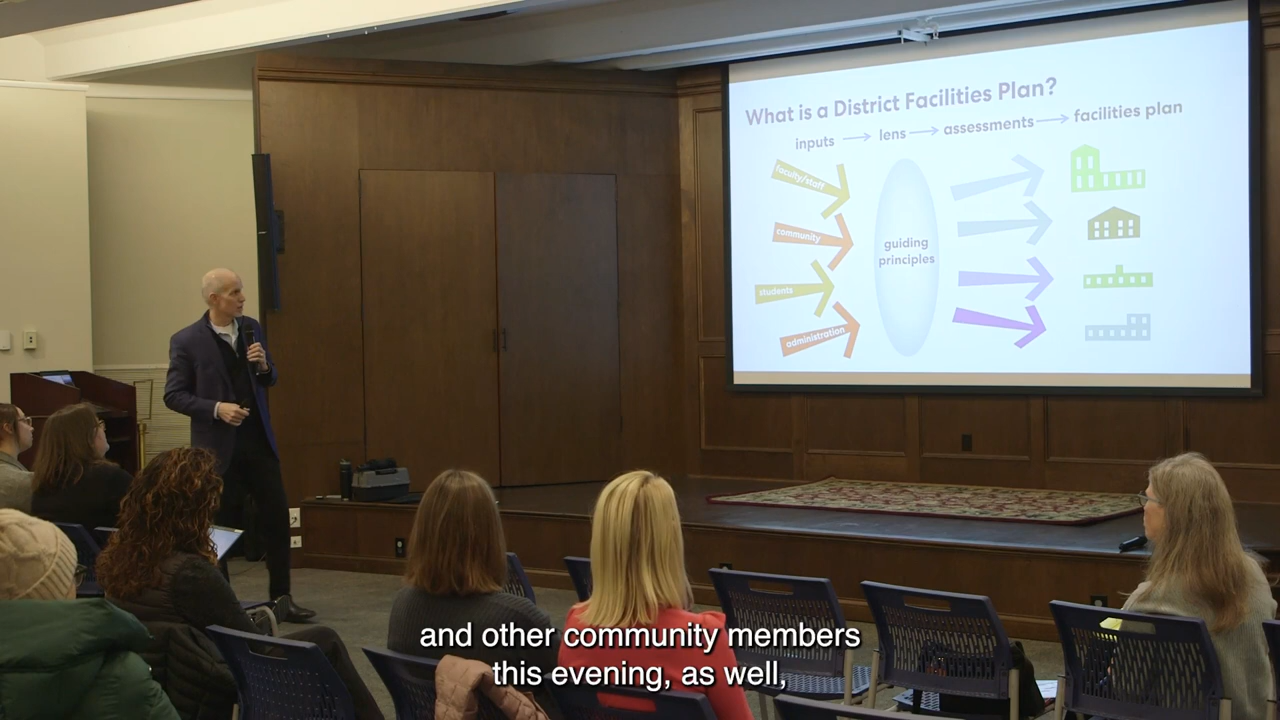 What is a District Facilities Plan?
inputs → lens → assessments → facilities plan
faculty/staff
community
students
administration
guiding
principles
and other community members
this evening, as well,